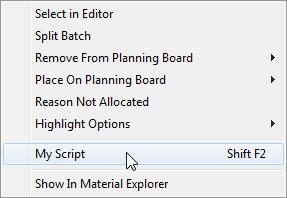 Select in Editor
Split Batch
Remove From Planning Board
Place On Planning Board
Reason Not Allocated
Highlight Options
My Script Shift F2
Show In Material Explorer